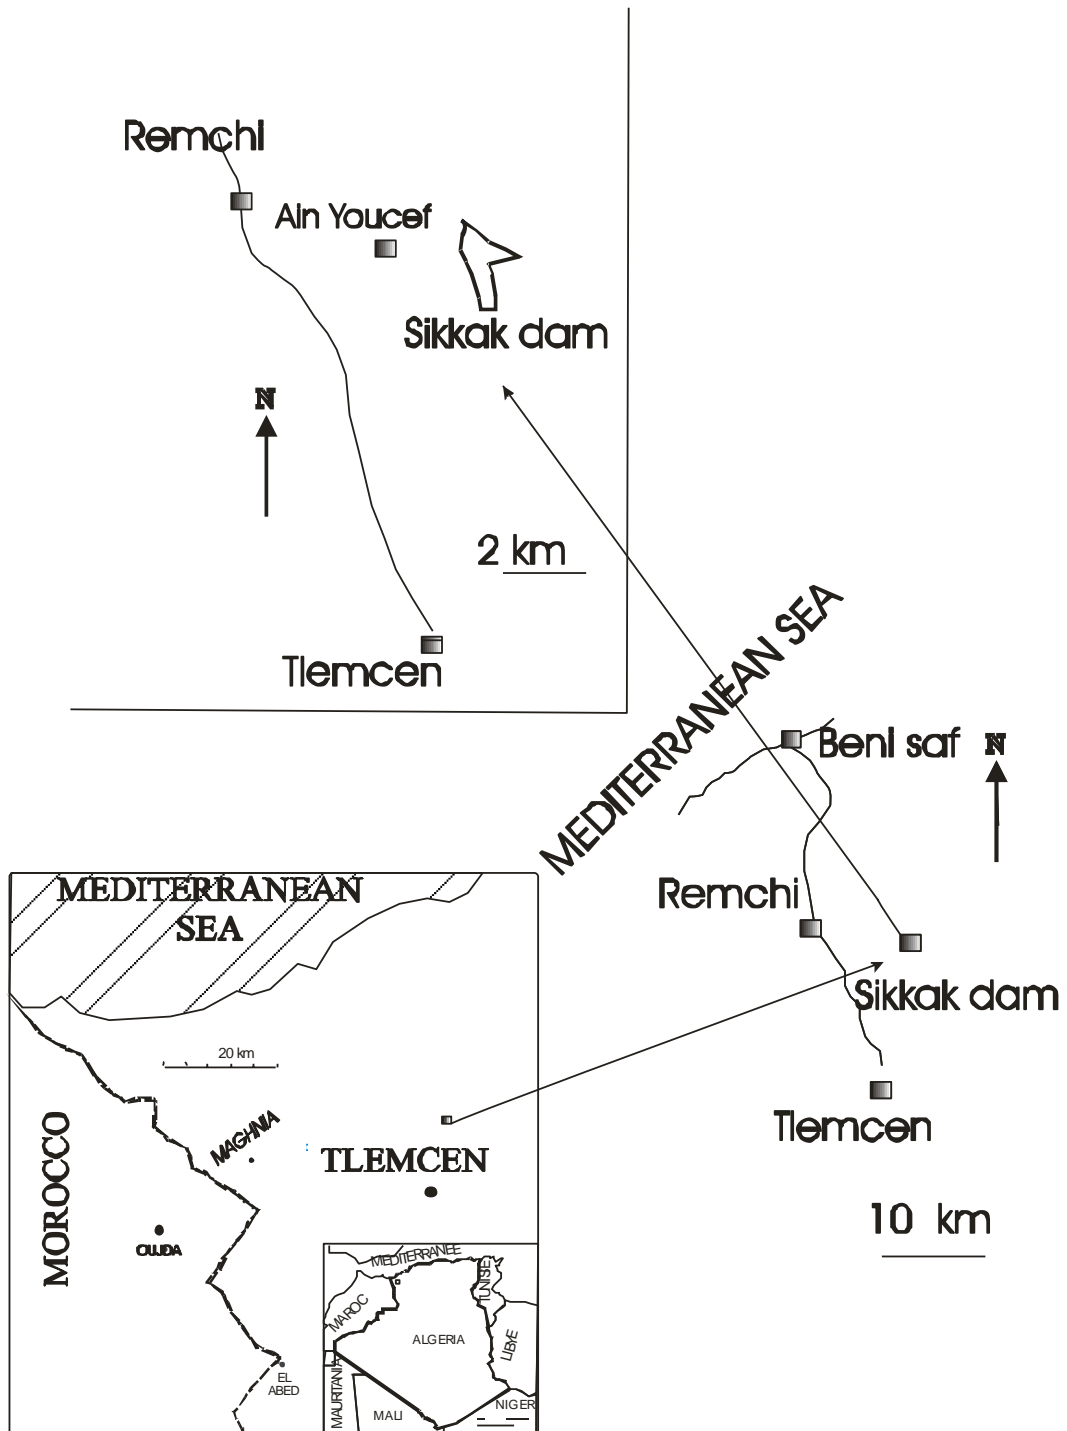 Remchi
Ain Youcef
Sikkak dam
N
2 km
Tlemcen
MEDITERRANEAN SEA
Beni saf
N
Remchi
Sikkak dam
Tlemcen
10 km
MEDITERRANEAN
SEA
20 km
MAGHNIA
:
TLEMCEN
MOROCCO
OUJDA
EL
ABED
MEDITERRANEE
TUNISIE
MAROC
ALGERIA
LIBYE
MAURITANIA
MALI
NIGER